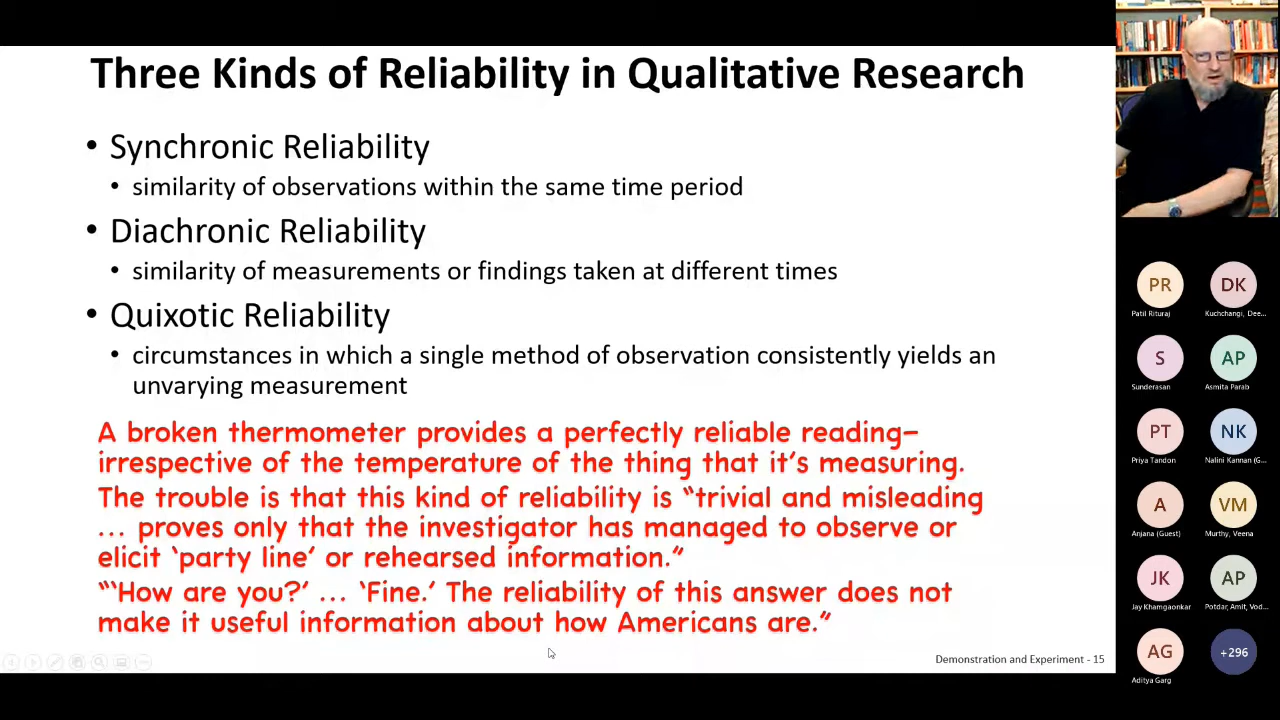 Three Kinds of Reliability in Qualitative Research
• Synchronic Reliability
• similarity of observations within the same time period
• Diachronic Reliability
• similarity of measurements or findings taken at different times
• Quixotic Reliability
• circumstances in which a single method of observation consistently yields an
unvarying measurement
A broken thermometer provides a perfectly reliable reading—
irrespective of the temperature of the thing that it's measuring.
The trouble is that this kind of reliability is “trivial and misleading
... proves only that the investigator has managed to observe or
elicit ‘party line’ or rehearsed information.”
“‘How are you?’ ... ‘Fine.’ The reliability of this answer does not
make it useful information about how Americans are.”
Demonstration and Experiment - 15
PR
Patil Rituraj
DK
Kuchchangi, Dee...
S
Sunderasan
AP
Asmita Parab
PT
Priya Tandon
NK
Nalini Kannan (G...
A
Anjana (Guest)
VM
Murthy, Veena
JK
Jay Khamgaonkar
AP
Potdar, Amit, Vod...
AG
Aditya Garg
+296